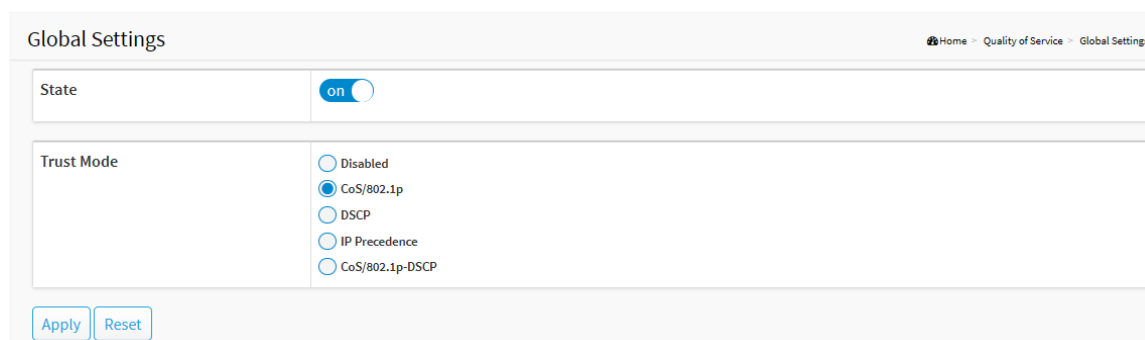 Global Settings
Home > Quality of Service > Global Setting
State
on
Trust Mode
Disabled
CoS/802.1p
DSCP
IP Precedence
CoS/802.1p-DSCP
Apply Reset